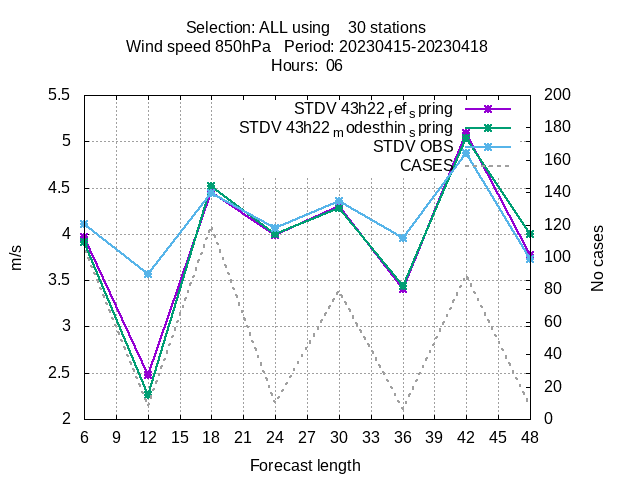 Selection: ALL using 30 stations
Wind speed 850hPa Period: 20230415-20230418
Hours: 06
STDV 43h22 ref spring
STDV 43h22 modesthin spring
STDV OBS
CASES
5.5
5
4.5
4
3.5
3
2.5
2
m/s
200
180
160
140
120
100
80
60
40
20
0
No cases
6 9 12 15 18 21 24 27 30 33 36 39 42 45 48
Forecast length